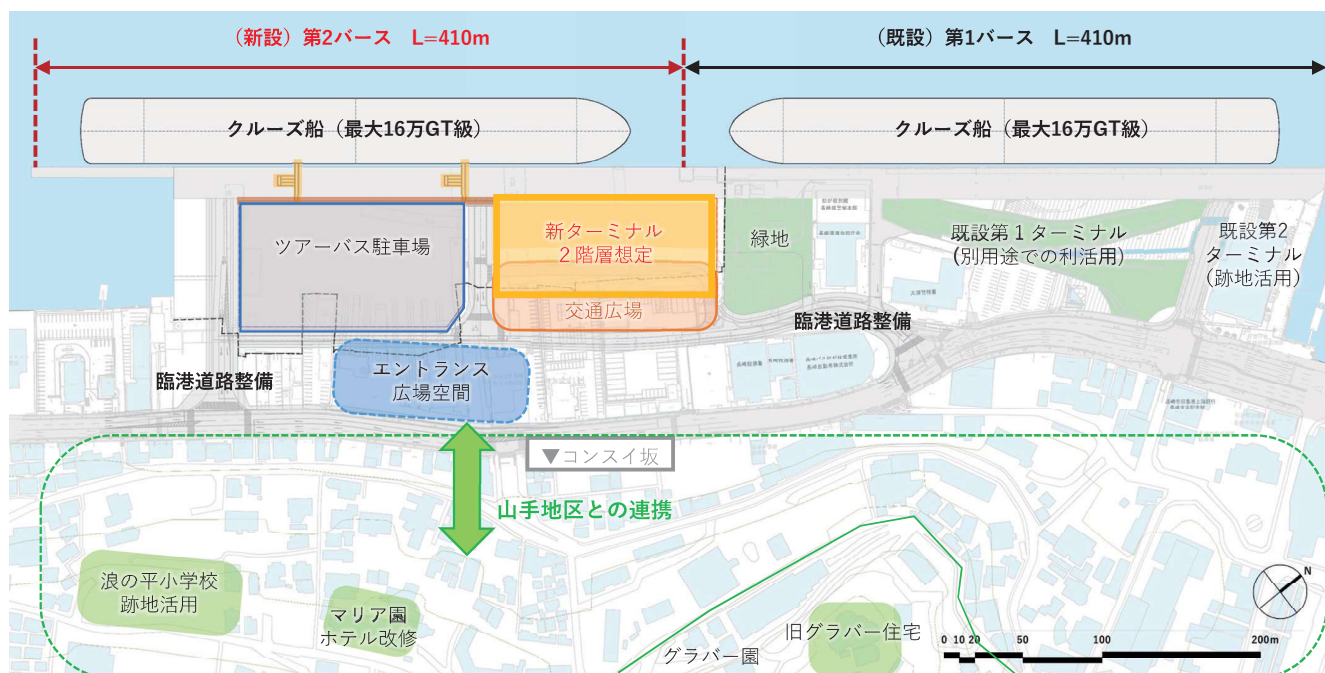 （新設）第2バース　L=410m
（既設）第1バース　L=410m
クルーズ船（最大16万GT級）
クルーズ船（最大16万GT級）
ツアーバス駐車場
新ターミナル
２階層想定
交通広場
緑地
既設第１ターミナル
(別用途での利活用)
既設第2
ターミナル
(跡地活用)
臨港道路整備
臨港道路整備
エントランス
広場空間
▼コンスイ坂
山手地区との連携
浪の平小学校
跡地活用
マリア園
ホテル改修
旧グラバー住宅
グラバー園
N
0 10 20 50 100 200m